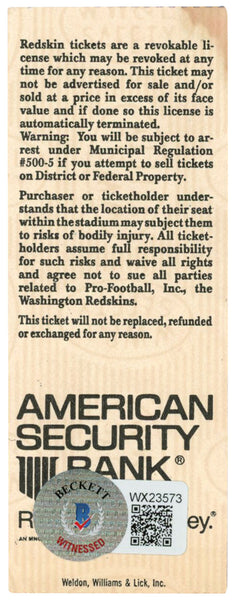 Redskin tickets are a revokable li-
cense which may be revoked at any
time for any reason. This ticket may
not be advertised for sale and/or
sold at a price in excess of its face
value and if done so this license is
automatically terminated.
Warning: You will be subject to ar-
rest under Municipal Regulation
#500-5 if you attempt to sell tickets
on District or Federal Property.
Purchaser or ticketholder under-
stands that the location of their seat
within the stadium may subject them
to risks of bodily injury. All ticket-
holders assume full responsibility
for such risks and waive all rights
and agree not to sue all parties
related to Pro-Football, Inc., the
Washington Redskins.
This ticket will not be replaced, refunded
or exchanged for any reason.
AMERICAN
SECURITY
BANK®
BECKETT
B
WITNESSED
WX23573
ey.®
Weldon, Williams & Lick, Inc.